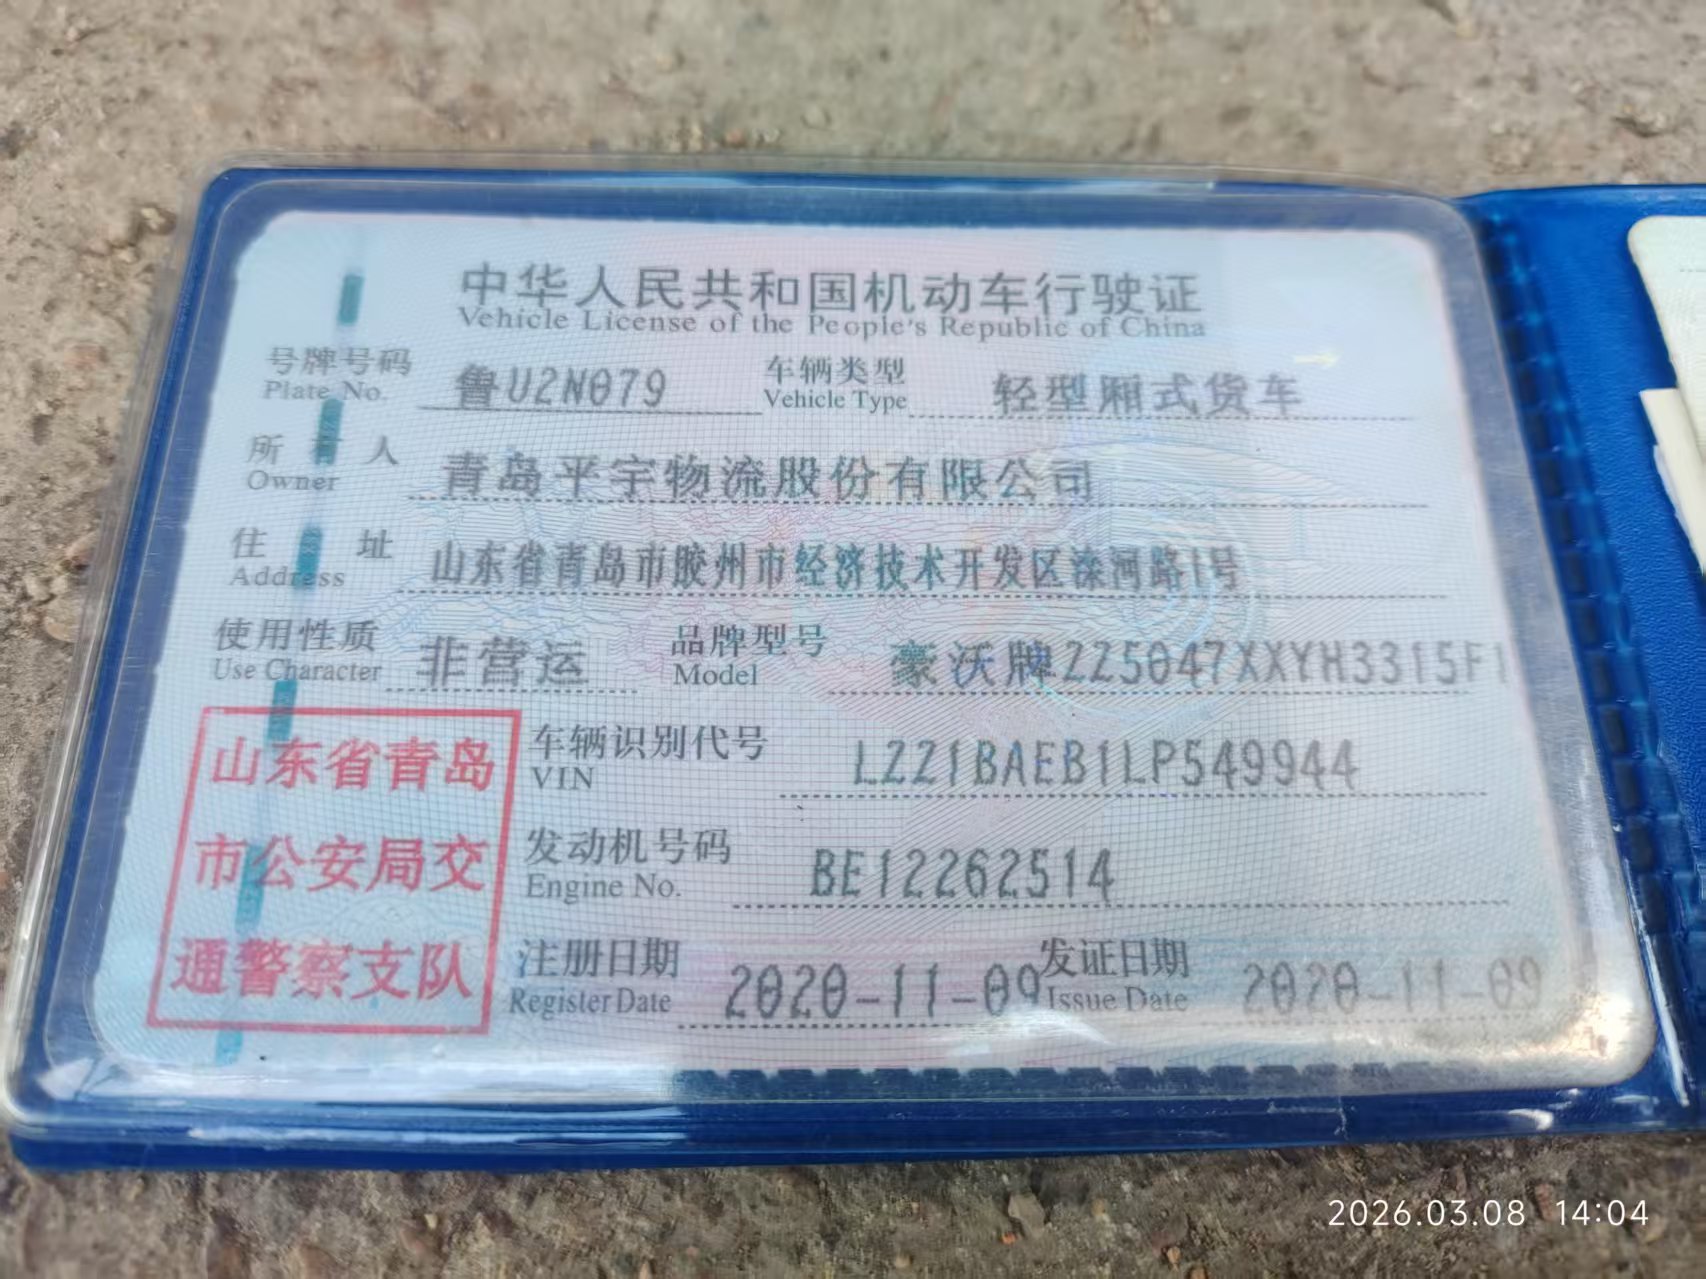 中华人民共和国机动车行驶证
Vehicle License of the People's Republic of China
号牌号码 鲁U2N079 车辆类型 轻型厢式货车
Plate No. Vehicle Type
所有人 青岛平宇物流股份有限公司
Owner
住址 山东省青岛市胶州市经济技术开发区滦河路1号
Address
使用性质 非营运 品牌型号 豪沃牌ZZ5047XXYH3315F1
Use Character Model
山东省青岛
市公安局交
通警察支队
车辆识别代号 LZZ1BAEB1LP549944
VIN
发动机号码 BE12262514
Engine No.
注册日期 2020-11-09 发证日期 2020-11-09
Register Date Issue Date
2026.03.08 14:04